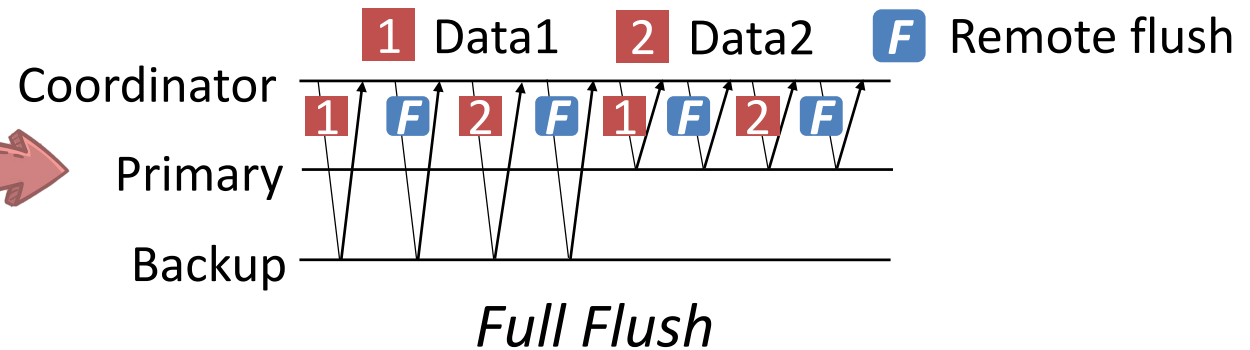 1 Data1 2 Data2 F Remote flush
Coordinator
1 F 2 F 1 F 2 F
Primary
Backup
Full Flush